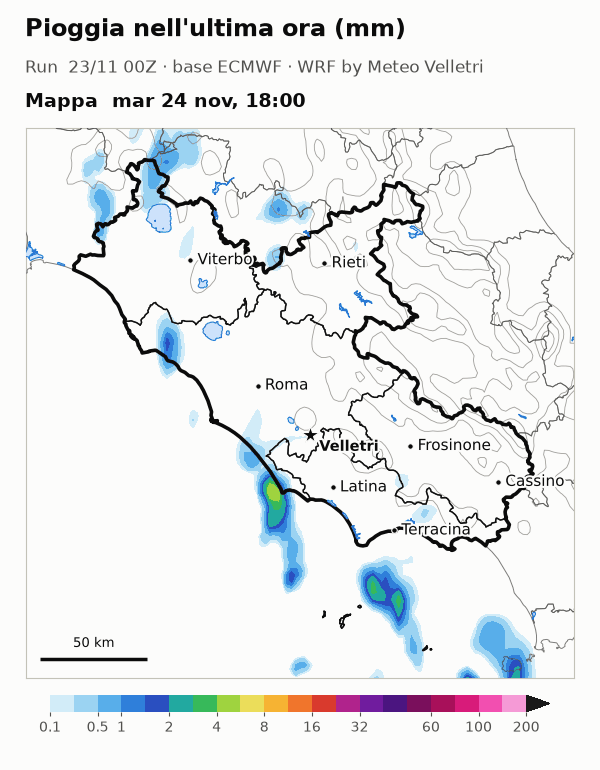 Pioggia nell'ultima ora (mm)
Run  23/11 00Z · base ECMWF · WRF by Meteo Velletri
Mappa  mar 24 nov, 18:00
Viterbo
Rieti
Roma
Velletri
Frosinone
Latina
Cassino
Terracina
50 km
0.1 0.5 1 2 4 8 16 32 60 100 200